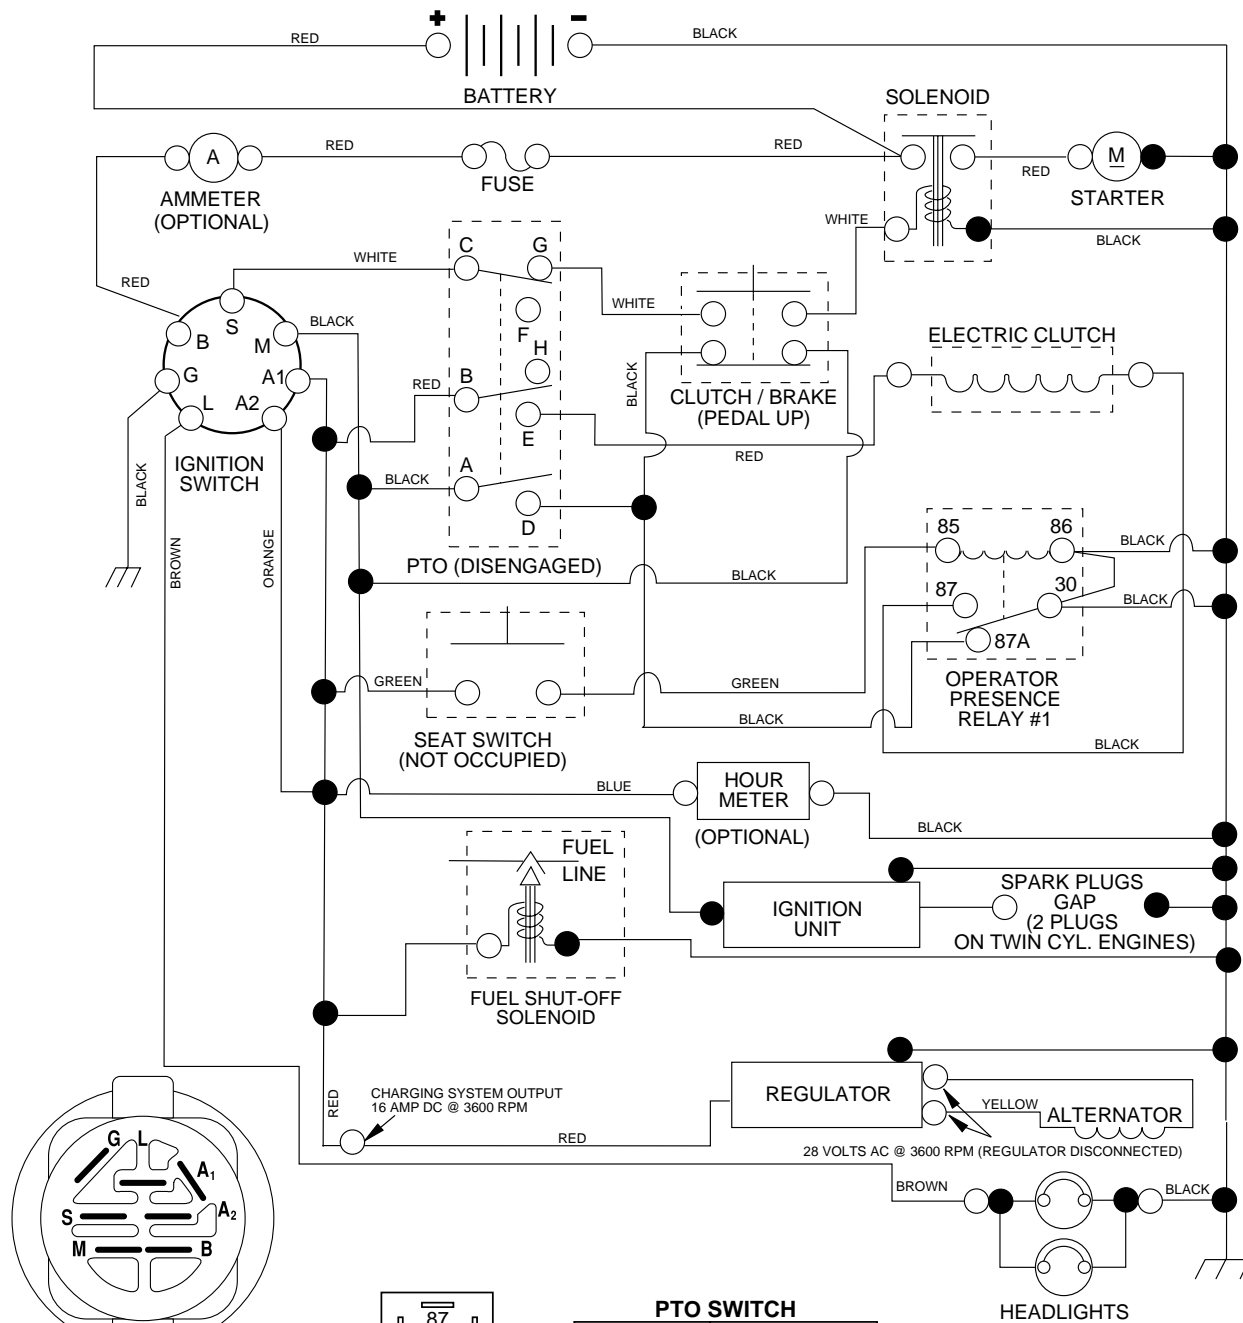 + -
RED
BLACK
BATTERY
SOLENOID
A
RED
RED
M
RED
AMMETER
(OPTIONAL)
FUSE
STARTER
WHITE
BLACK
RED
WHITE
C
G
S
B
M
BLACK
F
WHITE
H
ELECTRIC CLUTCH
G
A1
L
A2
RED
B
BLACK
CLUTCH / BRAKE
(PEDAL UP)
E
RED
IGNITION
SWITCH
A
BLACK
BLACK
D
85
86
BLACK
BROWN
ORANGE
PTO (DISENGAGED)
BLACK
87
30
BLACK
87A
GREEN
GREEN
OPERATOR
PRESENCE
RELAY #1
BLACK
SEAT SWITCH
(NOT OCCUPIED)
BLACK
BLUE
HOUR
METER
(OPTIONAL)
BLACK
FUEL
LINE
IGNITION
UNIT
SPARK PLUGS
GAP
(2 PLUGS
ON TWIN CYL. ENGINES)
FUEL SHUT-OFF
SOLENOID
RED
CHARGING SYSTEM OUTPUT
16 AMP DC @ 3600 RPM
REGULATOR
YELLOW
ALTERNATOR
RED
28 VOLTS AC @ 3600 RPM (REGULATOR DISCONNECTED)
BROWN
BLACK
G L
A1
S
A2
M
B
87
PTO SWITCH
HEADLIGHTS